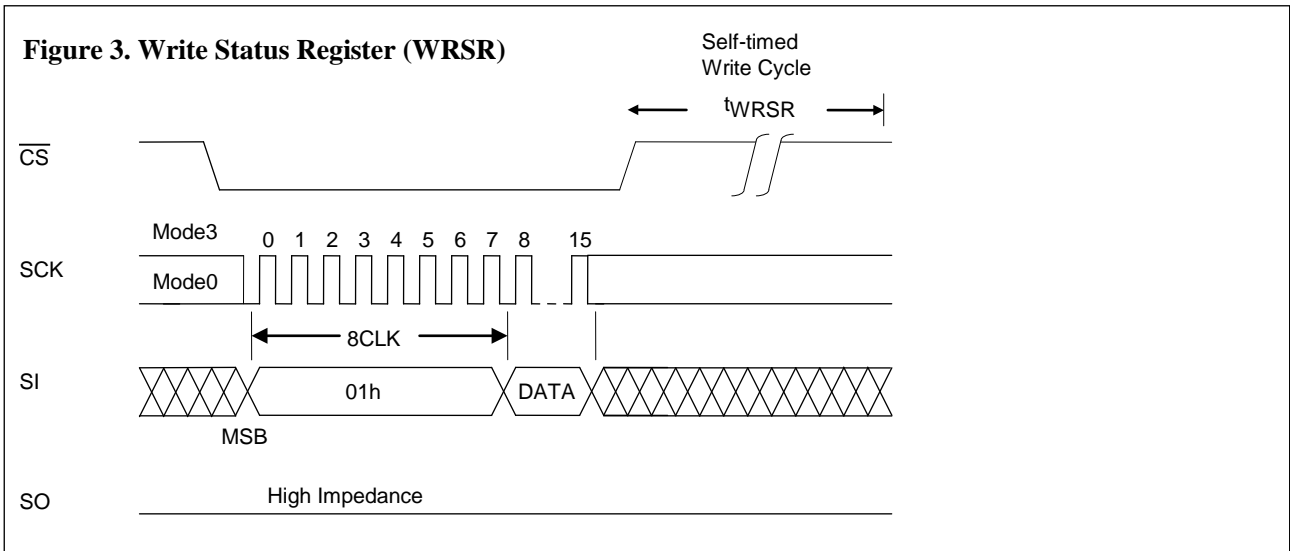 Figure 3. Write Status Register (WRSR)
Self-timed
Write Cycle
tWRSR
CS
Mode3
0 1 2 3 4 5 6 7 8 15
SCK
Mode0
8CLK
SI
01h
DATA
MSB
High Impedance
SO